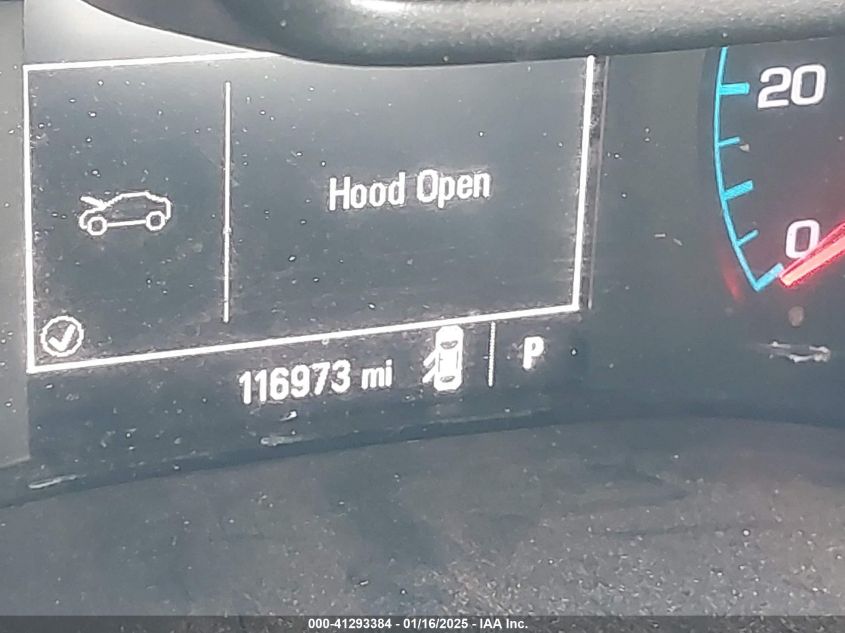 20
Hood Open
0
116973 mi
P
000-41293384 - 01/16/2025 - IAA Inc.